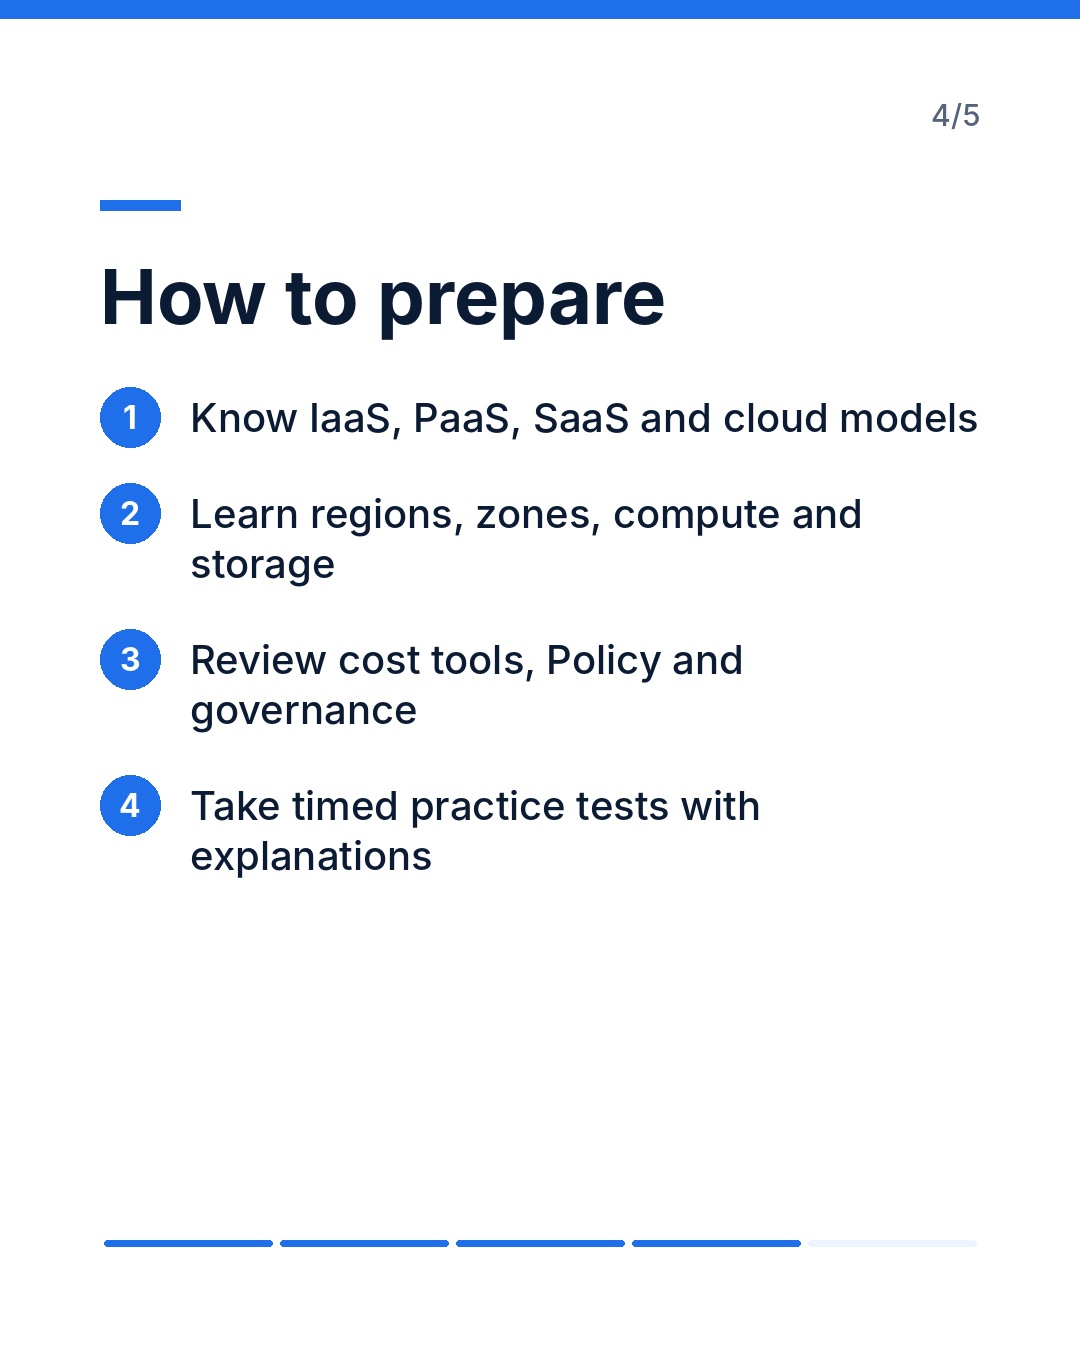 4/5
How to prepare
1 Know IaaS, PaaS, SaaS and cloud models
2 Learn regions, zones, compute and
storage
3 Review cost tools, Policy and
governance
4 Take timed practice tests with
explanations